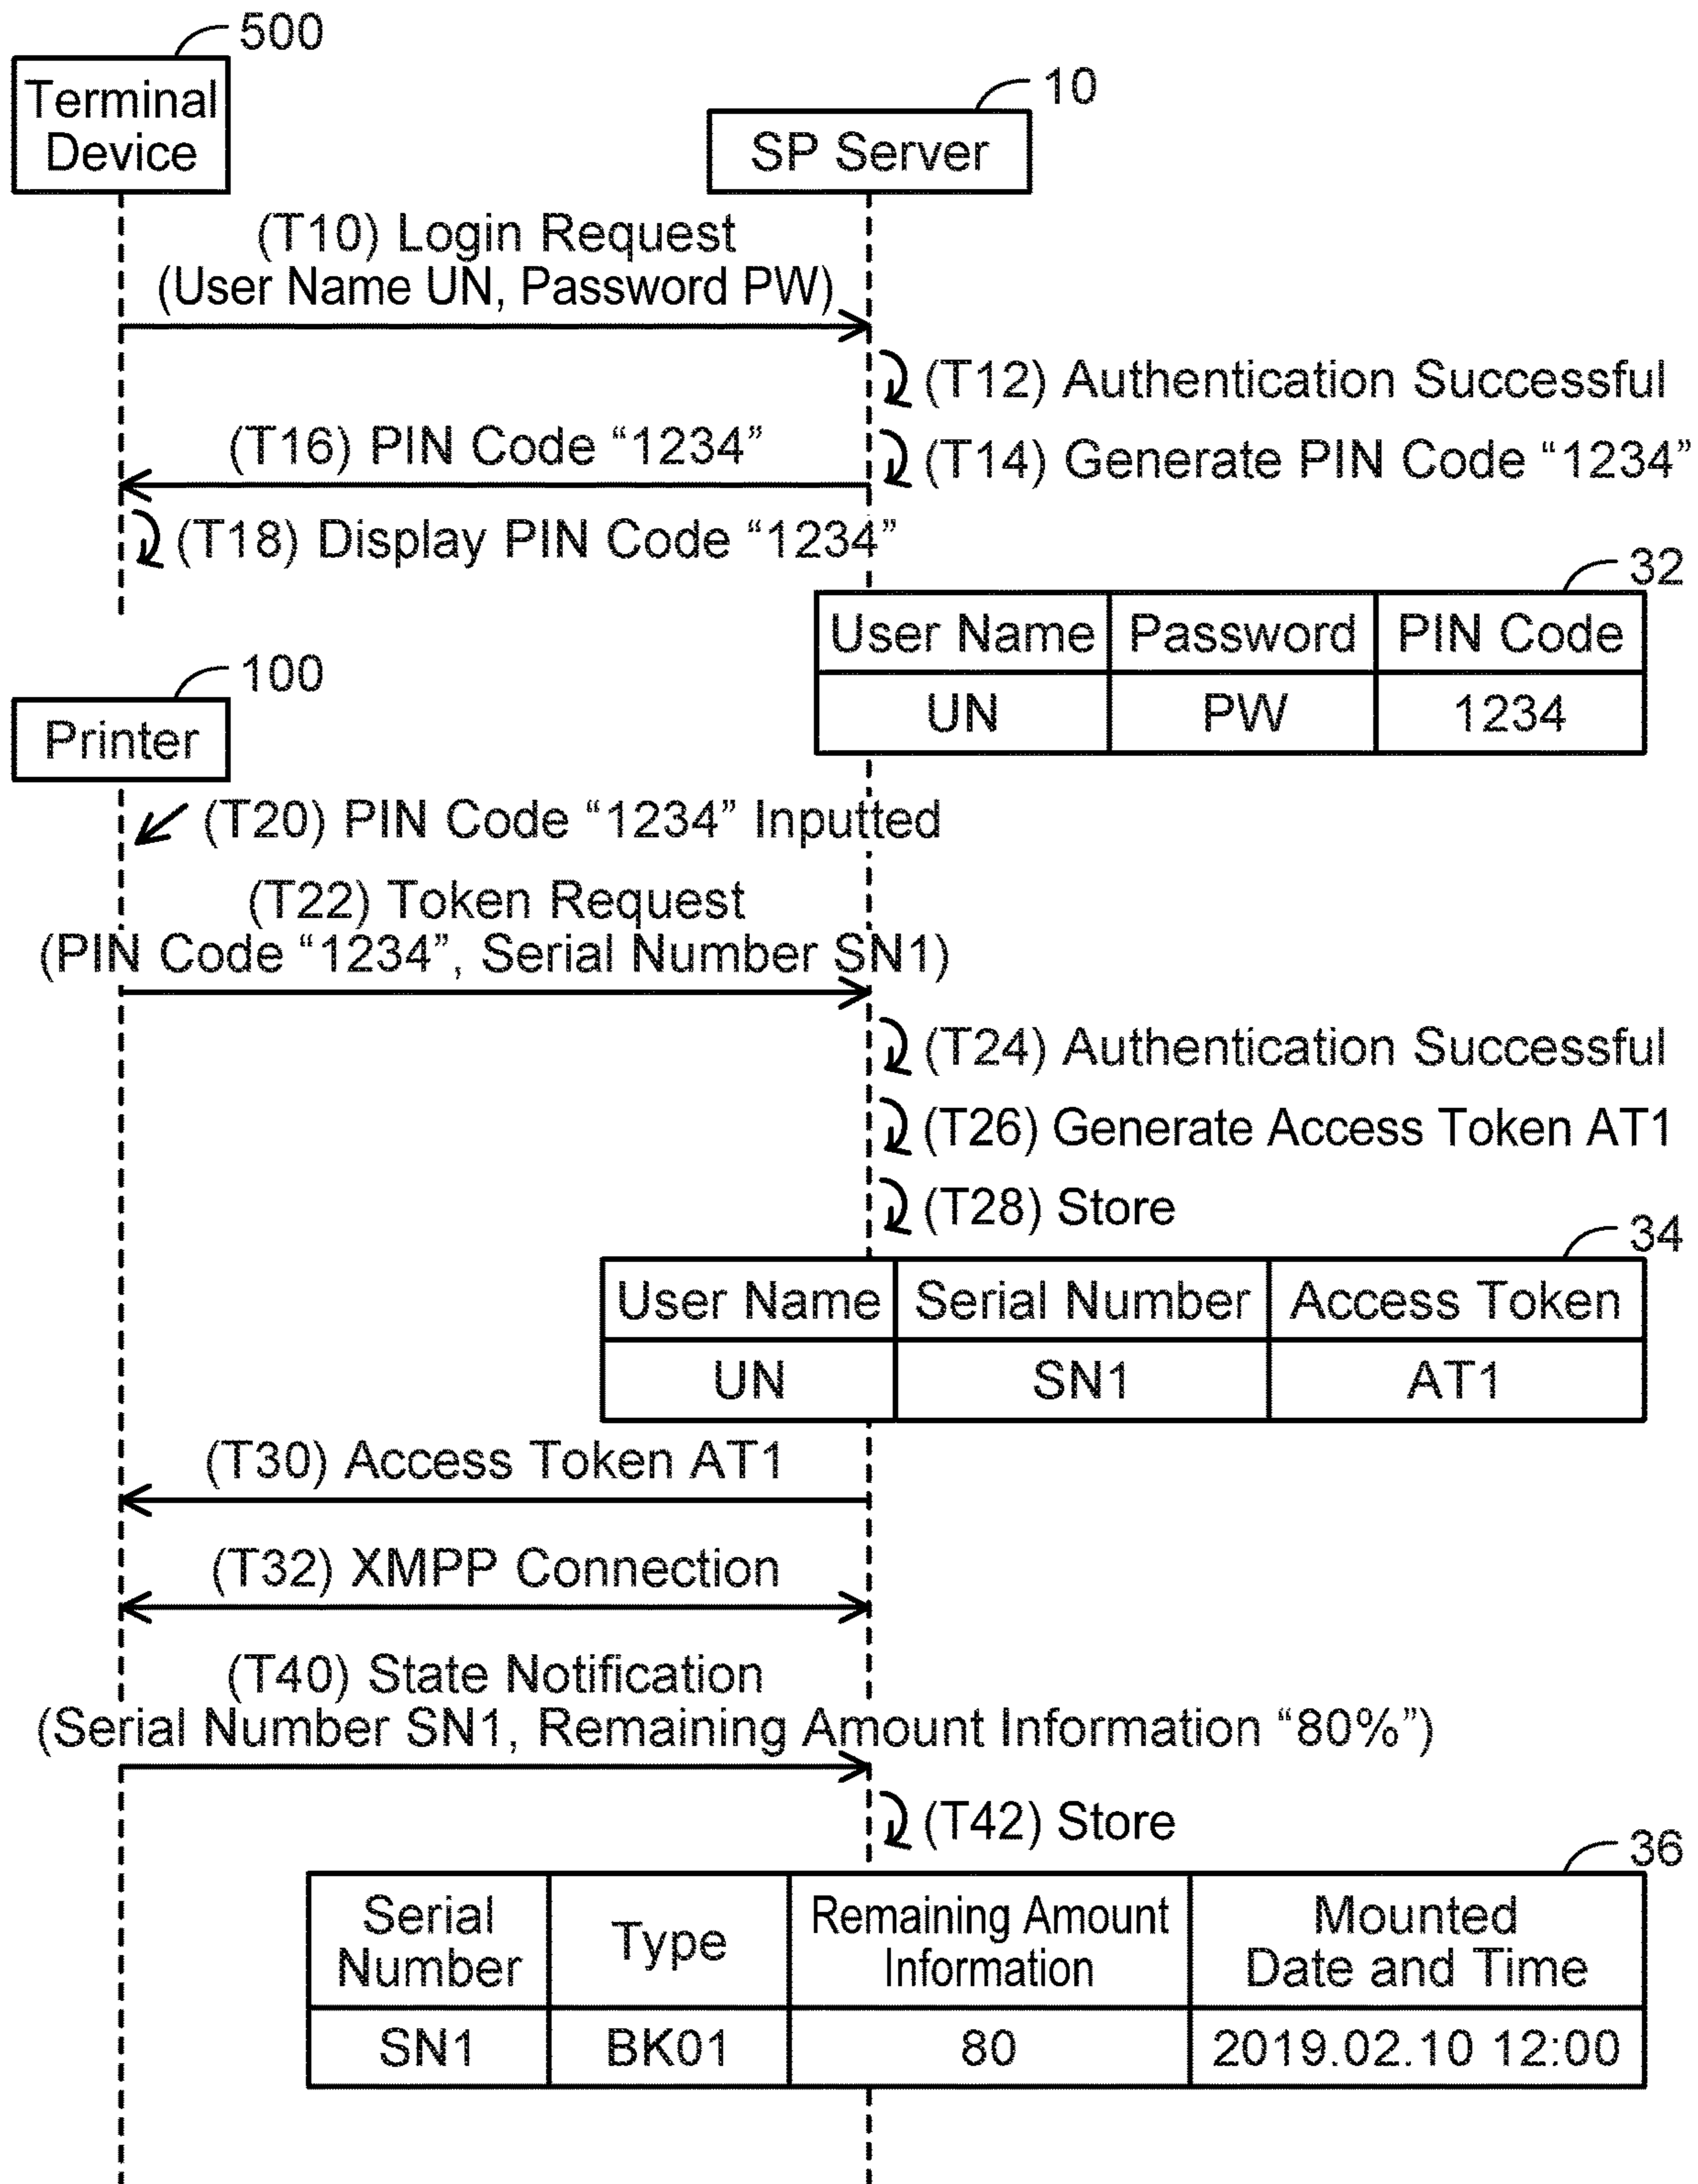 500
Terminal
Device
10
SP Server
(T10) Login Request
(User Name UN, Password PW)
(T12) Authentication Successful
(T16) PIN Code “1234”
(T14) Generate PIN Code “1234”
(T18) Display PIN Code “1234”
32
User Name Password PIN Code
UN PW 1234
100
Printer
(T20) PIN Code “1234” Inputted
(T22) Token Request
(PIN Code “1234”, Serial Number SN1)
(T24) Authentication Successful
(T26) Generate Access Token AT1
(T28) Store
34
User Name Serial Number Access Token
UN SN1 AT1
(T30) Access Token AT1
(T32) XMPP Connection
(T40) State Notification
(Serial Number SN1, Remaining Amount Information “80%”)
(T42) Store
36
Serial
Number
Type
Remaining Amount
Information
Mounted
Date and Time
SN1 BK01 80 2019.02.10 12:00